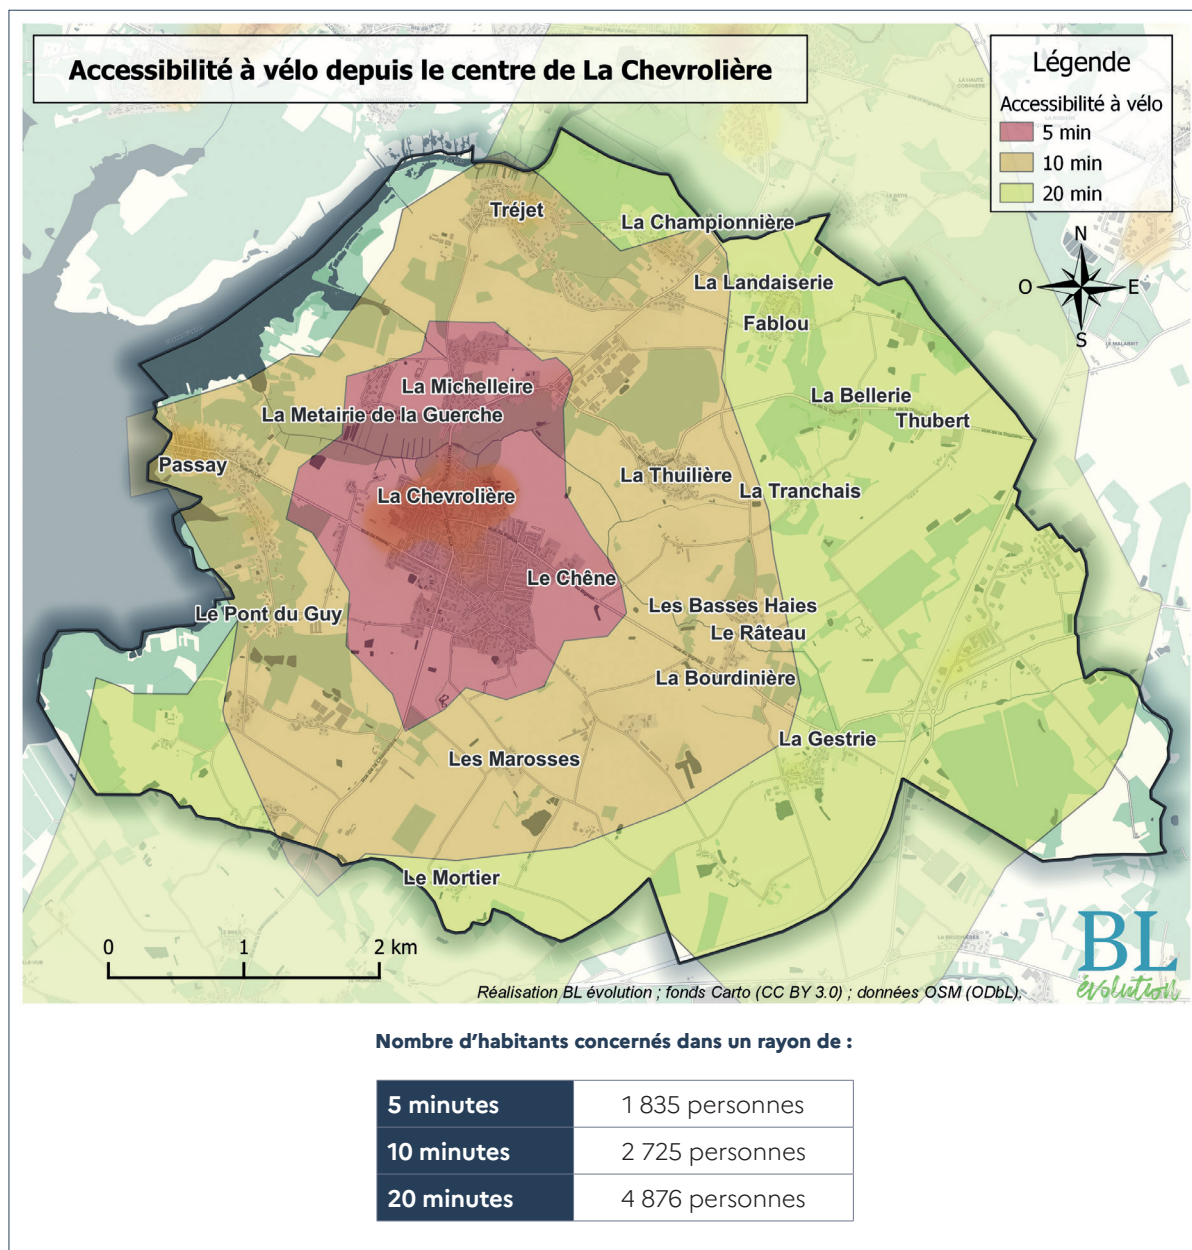 Accessibilité à vélo depuis le centre de La Chevrolière
Légende
Accessibilité à vélo
5 min
10 min
20 min
N
O
E
S
LE MALABRIT
Tréjet
La Championnière
La Landaiserie
Fablou
La Michelleire
La Metairie de la Guerche
La Bellerie
Thubert
Passay
La Thuilière
La Chevrolière
La Tranchais
Le Chêne
Les Basses Haies
Le Pont du Guy
Le Râteau
La Bourdinière
La Gestrie
Les Marosses
Le Mortier
0
1
2 km
BL
évolution
Réalisation BL évolution ; fonds Carto (CC BY 3.0) ; données OSM (ODbL).
Nombre d'habitants concernés dans un rayon de :
5 minutes
1 835 personnes
10 minutes
2 725 personnes
20 minutes
4 876 personnes